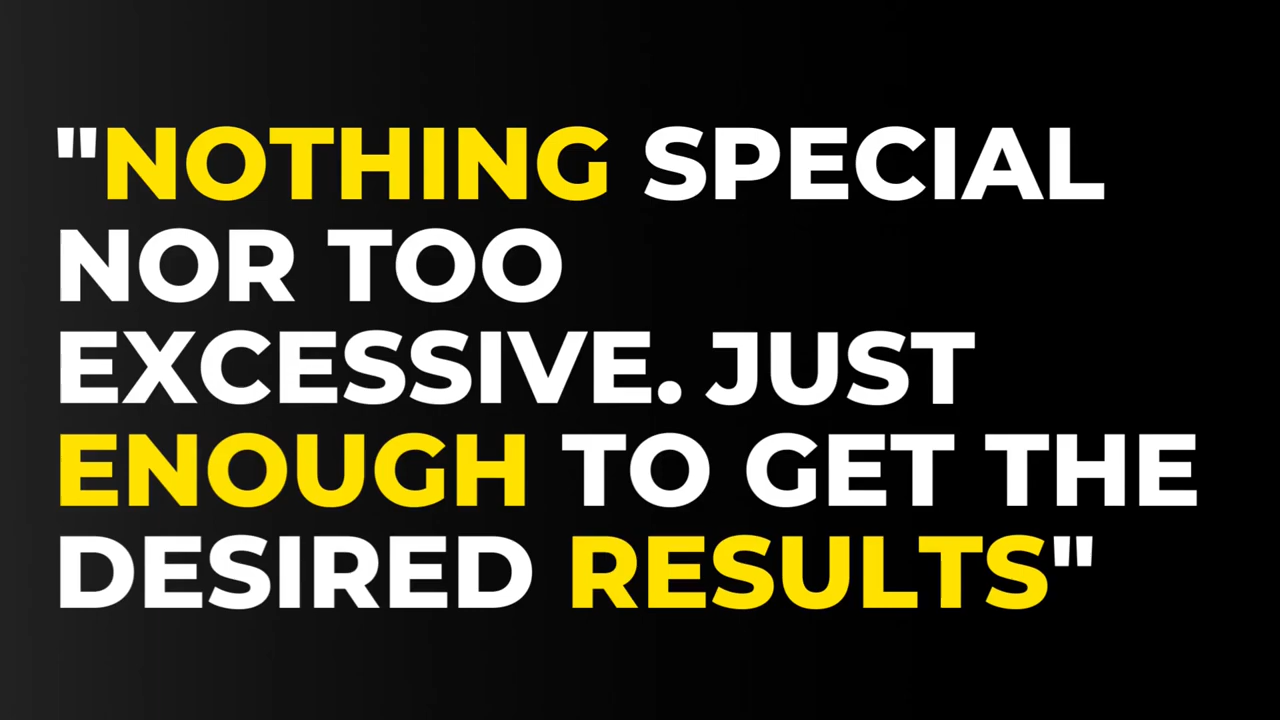 "NOTHING SPECIAL
NOR TOO
EXCESSIVE. JUST
ENOUGH TO GET THE
DESIRED RESULTS"